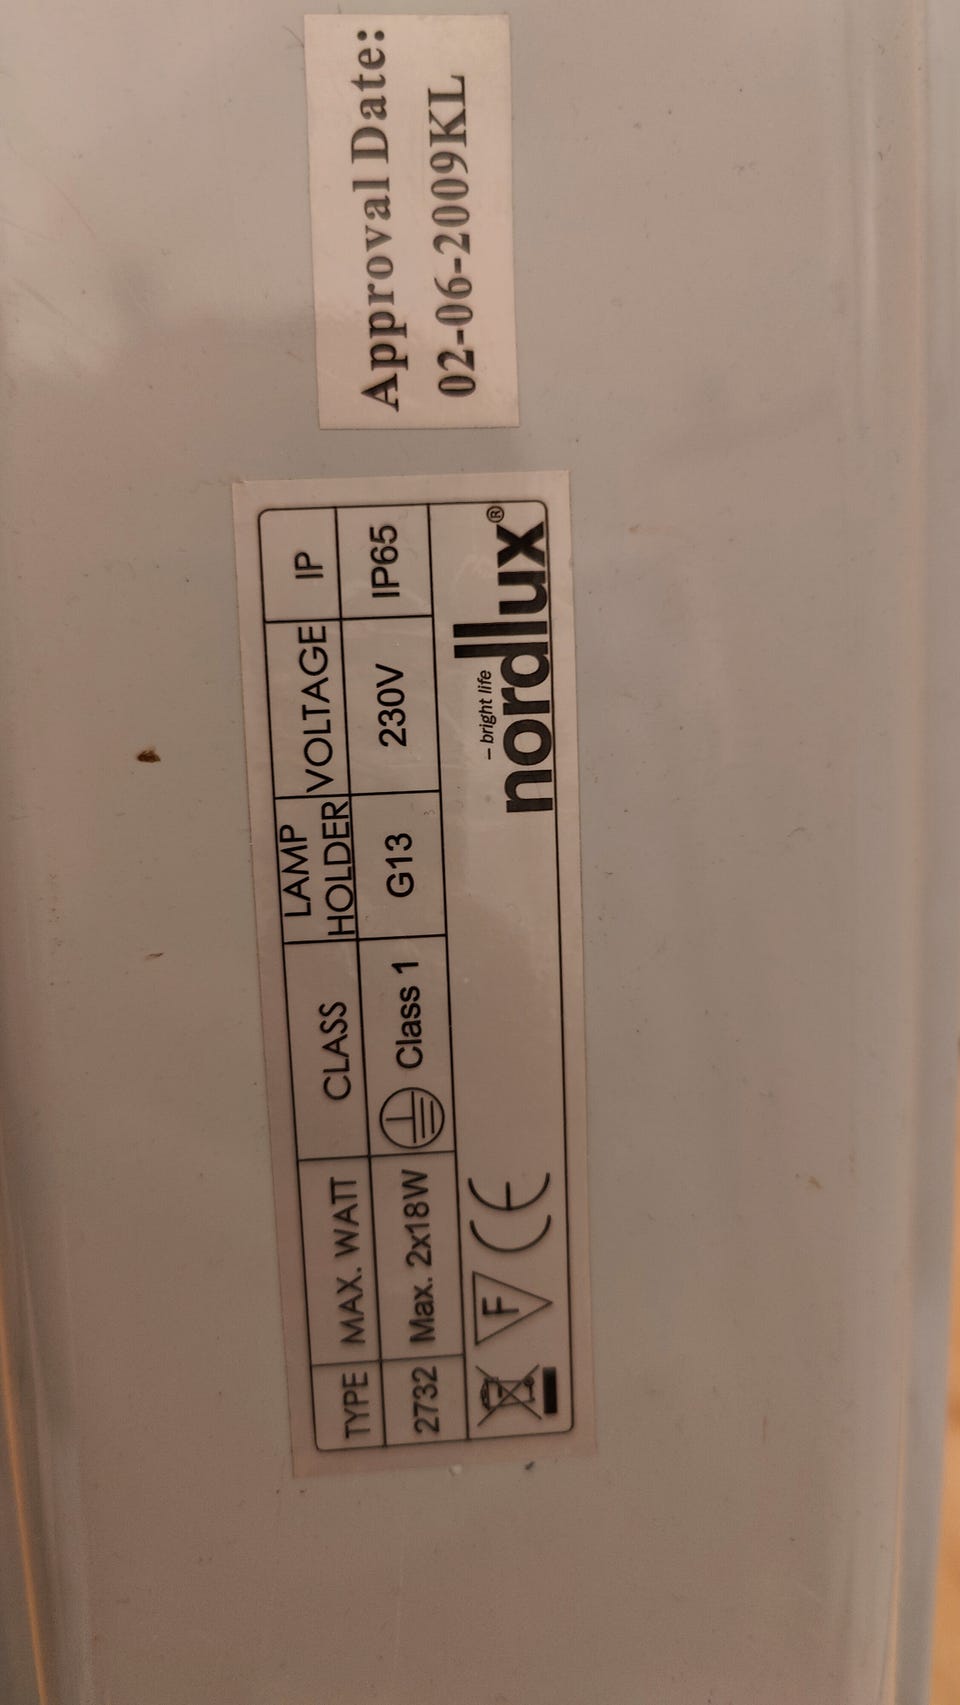 TYPE MAX. WATT CLASS LAMP HOLDER VOLTAGE IP
2732 Max. 2x18W Class 1 G13 230V IP65
F CE
– bright life
nordlux®
Approval Date:
02-06-2009KL